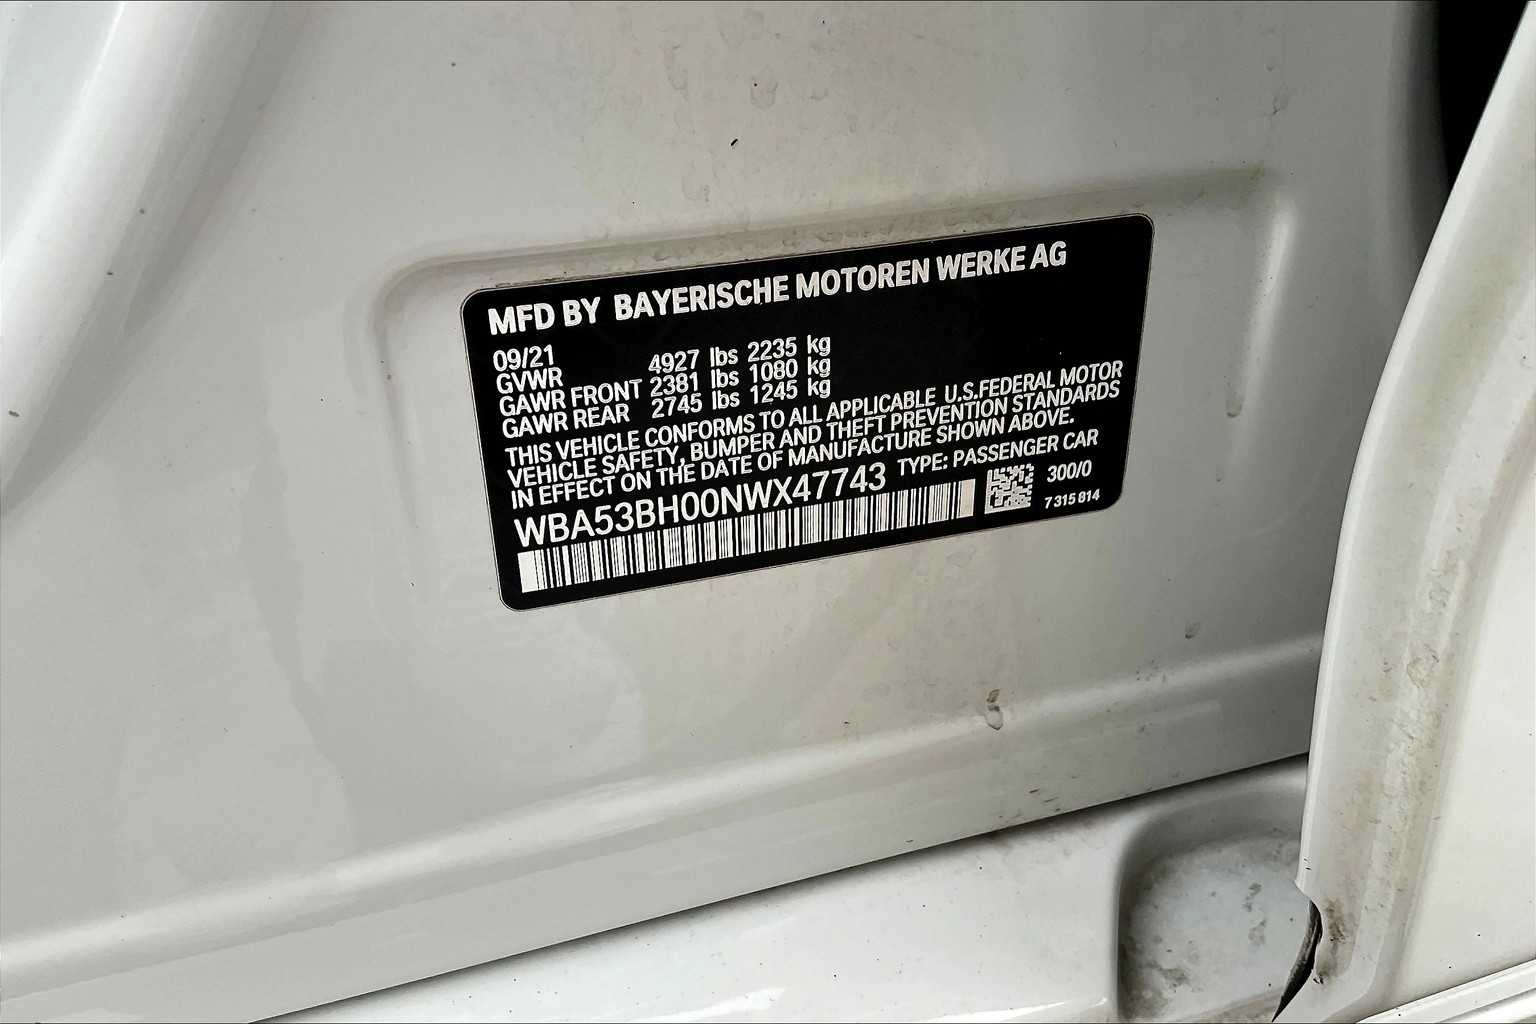 MFD BY BAYERISCHE MOTOREN WERKE AG
09/21
GVWR 4927 lbs 2235 kg
GAWR FRONT 2381 lbs 1080 kg
GAWR REAR 2745 lbs 1245 kg
THIS VEHICLE CONFORMS TO ALL APPLICABLE U.S.FEDERAL MOTOR
VEHICLE SAFETY, BUMPER AND THEFT PREVENTION STANDARDS
IN EFFECT ON THE DATE OF MANUFACTURE SHOWN ABOVE.
WBA53BH00NWX47743 TYPE: PASSENGER CAR
300/0
7 315 814